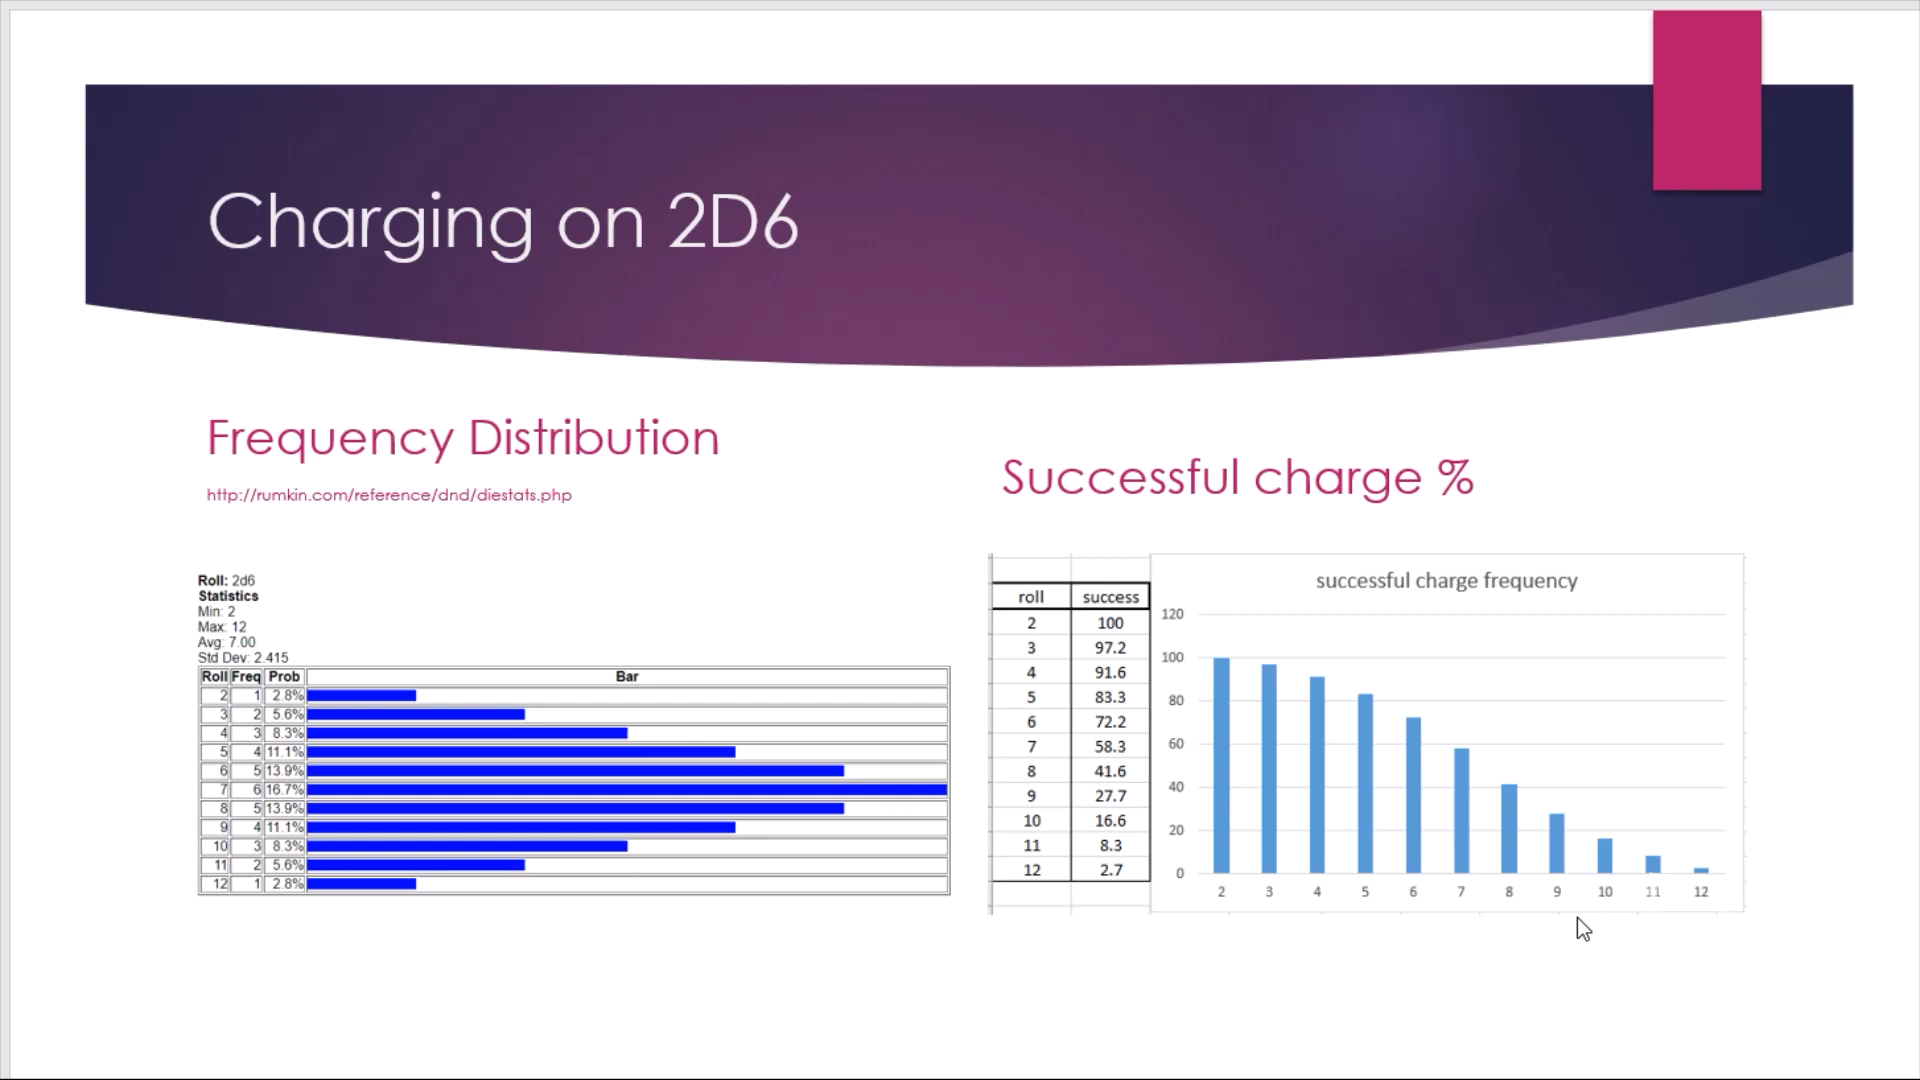 Charging on 2D6
Frequency Distribution
http://rumkin.com/reference/dnd/diestats.php
Roll: 2d6
Statistics
Min: 2
Max: 12
Avg: 7.00
Std Dev: 2.415
Roll Freq Prob Bar
2 1 2.8%
3 2 5.6%
4 3 8.3%
5 4 11.1%
6 5 13.9%
7 6 16.7%
8 5 13.9%
9 4 11.1%
10 3 8.3%
11 2 5.6%
12 1 2.8%
Successful charge %
roll success
2 100
3 97.2
4 91.6
5 83.3
6 72.2
7 58.3
8 41.6
9 27.7
10 16.6
11 8.3
12 2.7
successful charge frequency
120
100
80
60
40
20
0
2 3 4 5 6 7 8 9 10 11 12